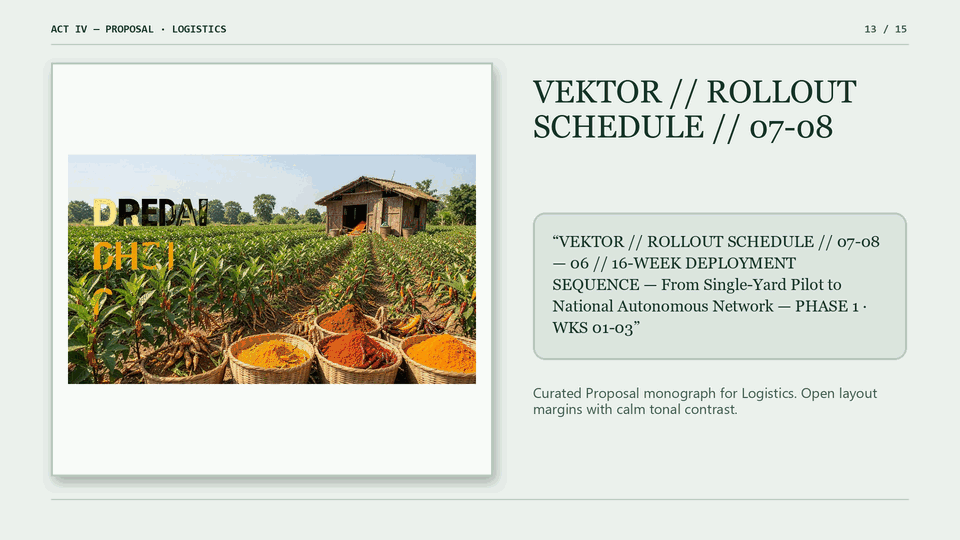 ACT IV — PROPOSAL · LOGISTICS
13 / 15
VEKTOR // ROLLOUT
SCHEDULE // 07-08
“VEKTOR // ROLLOUT SCHEDULE // 07-08
— 06 // 16-WEEK DEPLOYMENT
SEQUENCE — From Single-Yard Pilot to
National Autonomous Network — PHASE 1 ·
WKS 01-03”
Curated Proposal monograph for Logistics. Open layout
margins with calm tonal contrast.